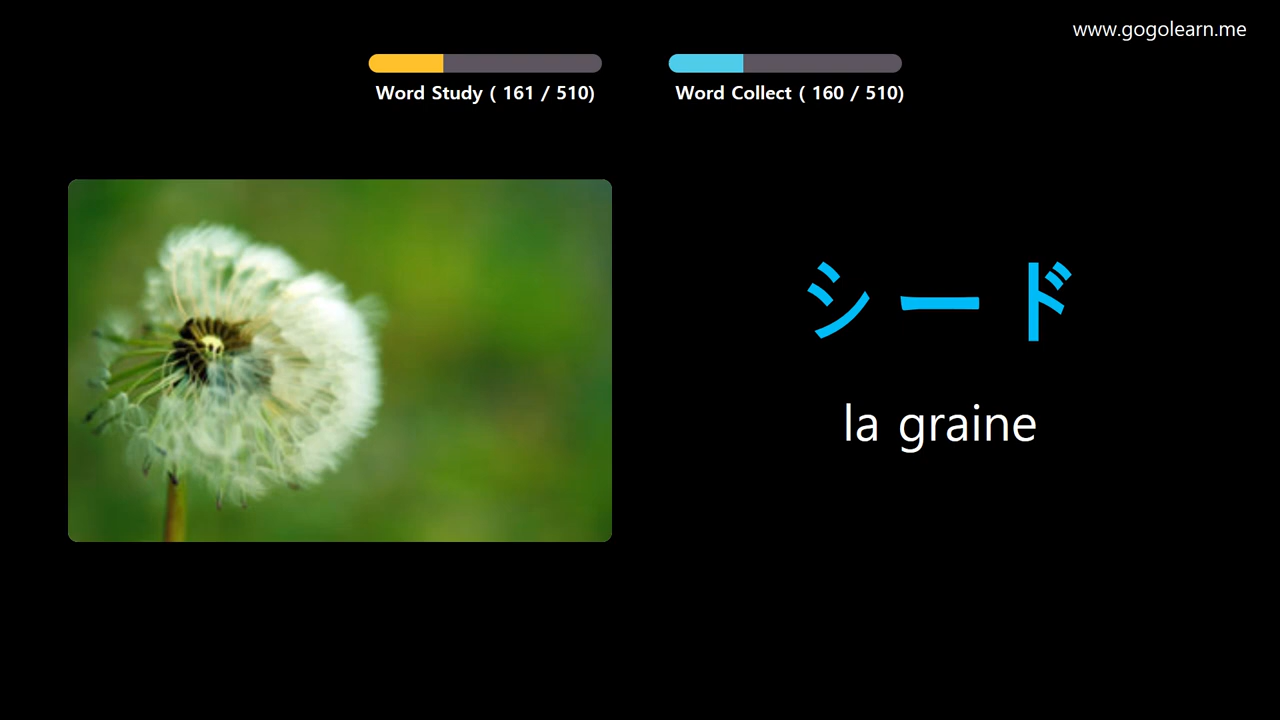 www.gogolearn.me
Word Study ( 161 / 510)
Word Collect ( 160 / 510)
シード
la graine